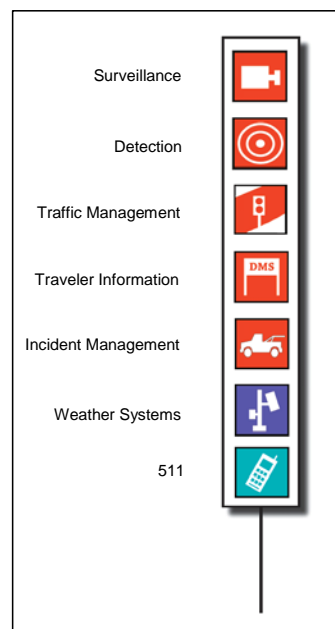 Surveillance
Detection
Traffic Management
DMS
Traveler Information
Incident Management
Weather Systems
511